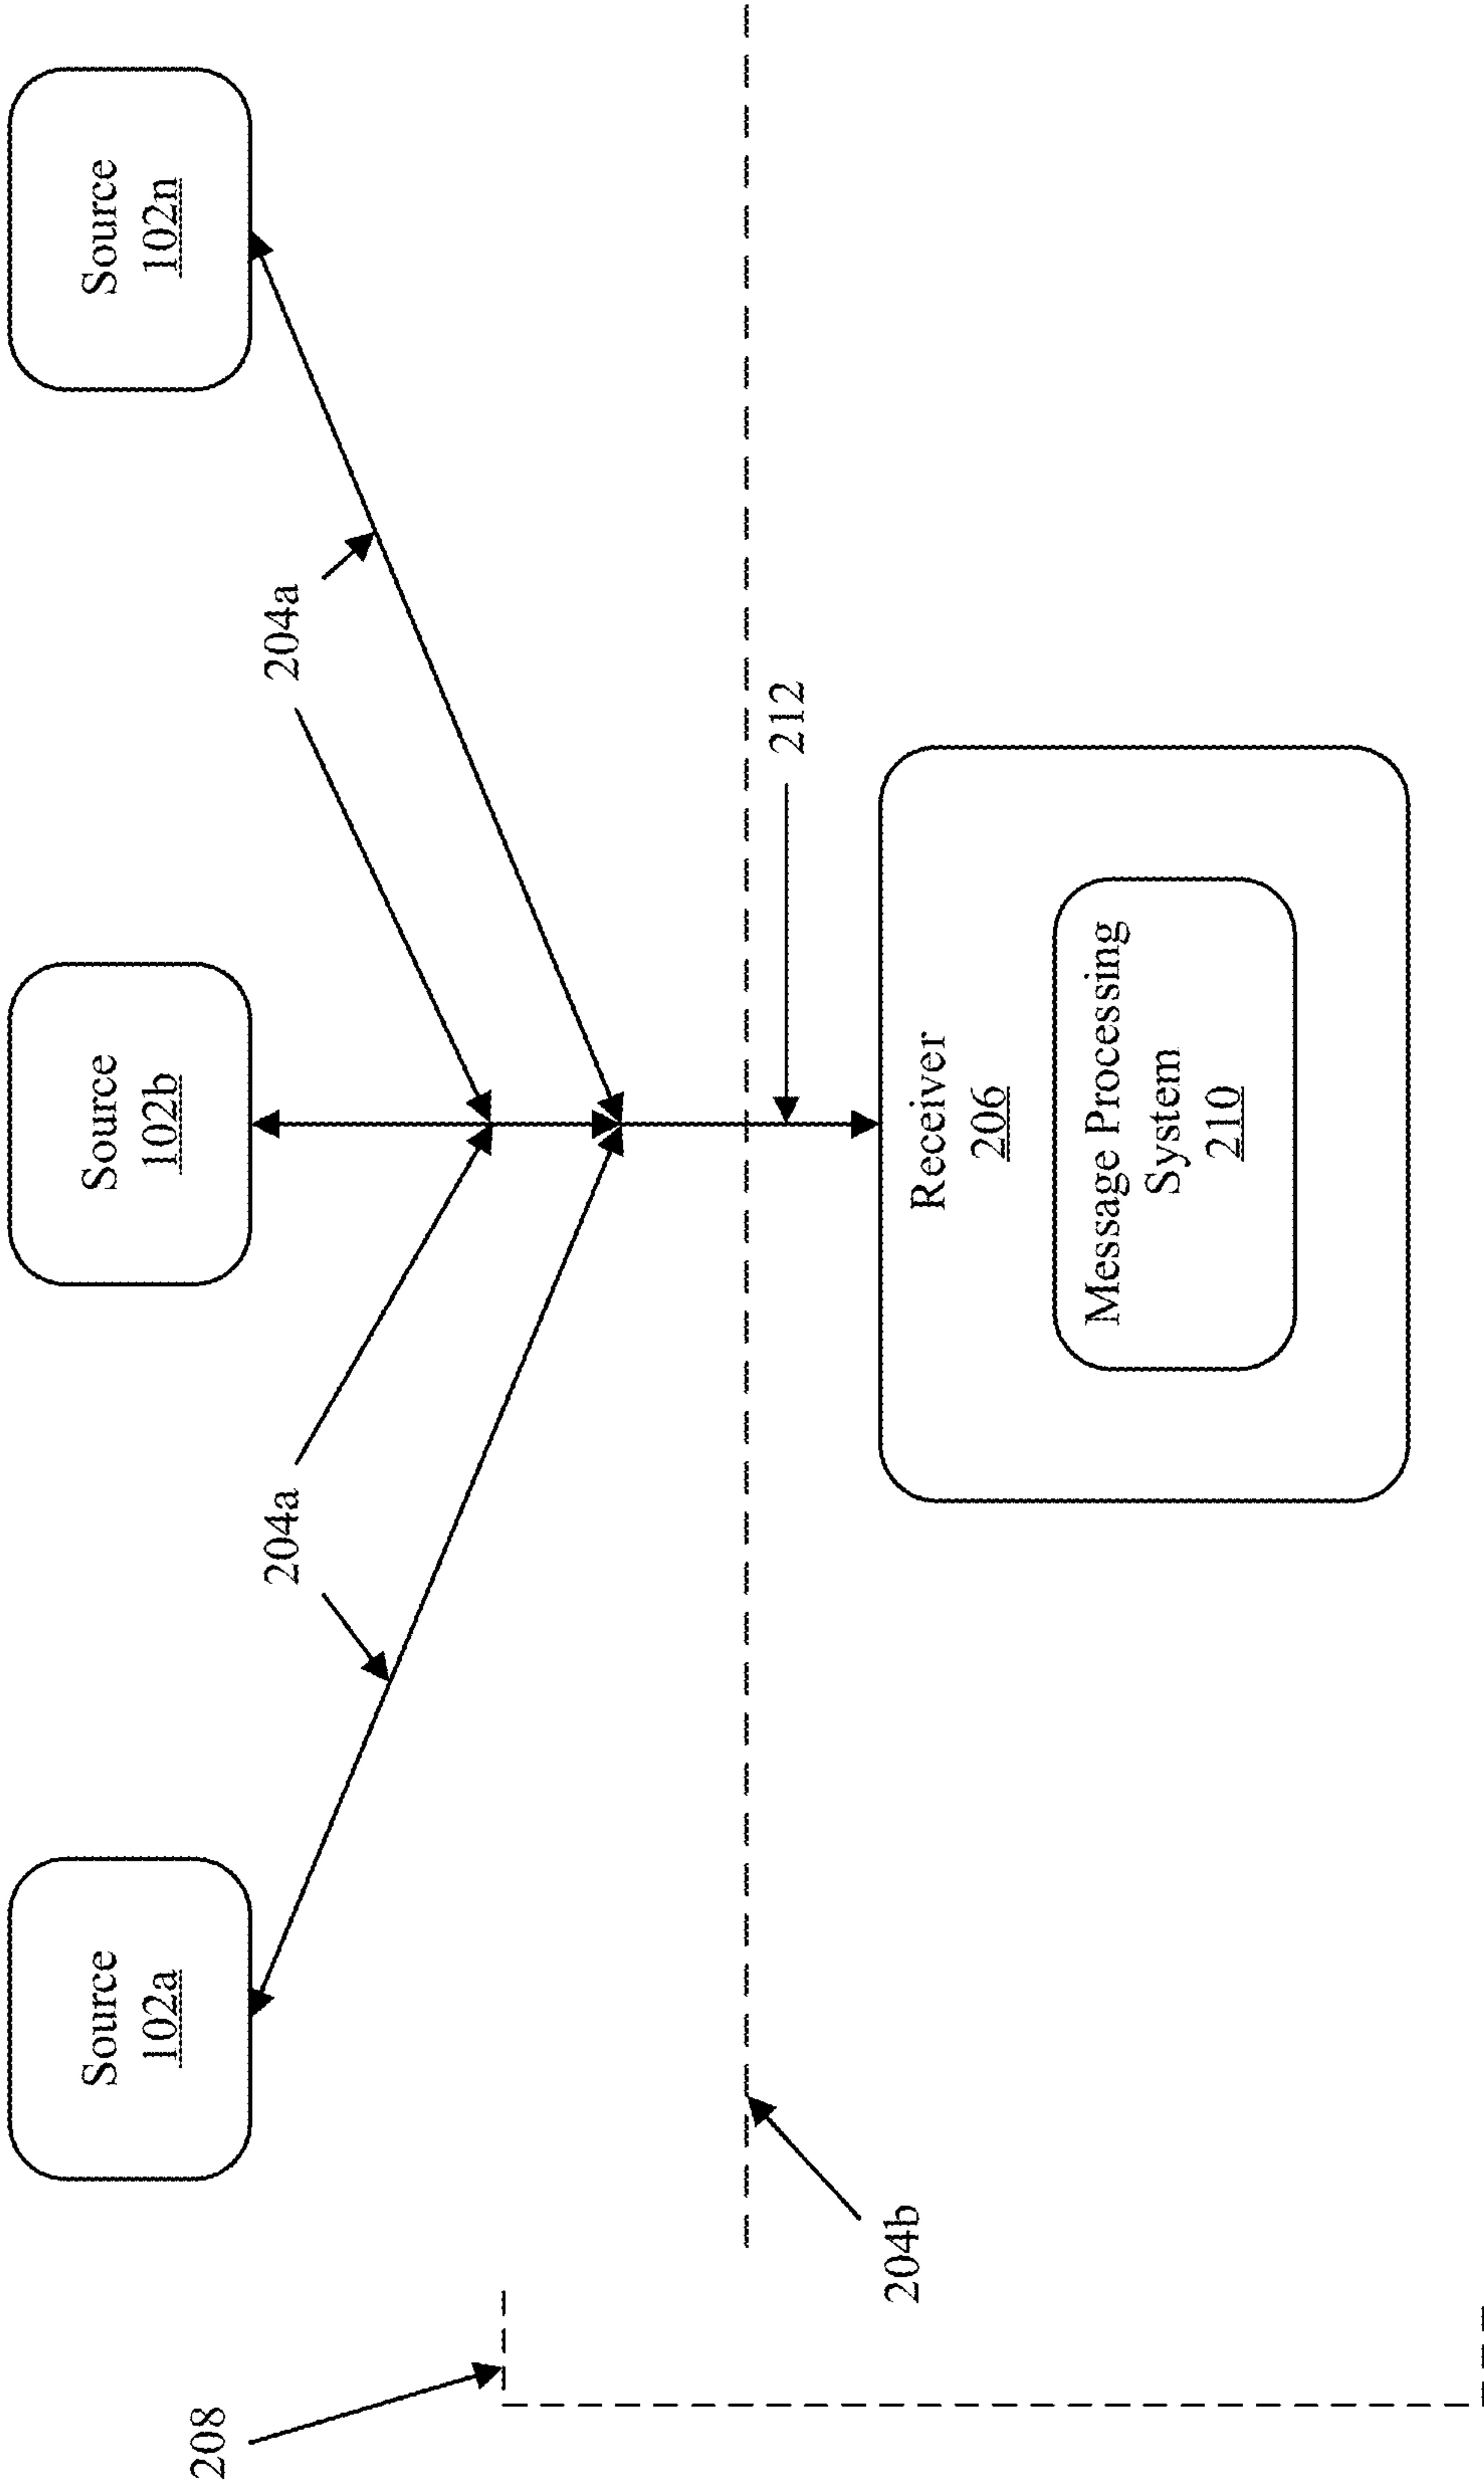 208
Source
102a
Source
102b
Source
102n
204a
204a
204b
212
Receiver
206
Message Processing
System
210